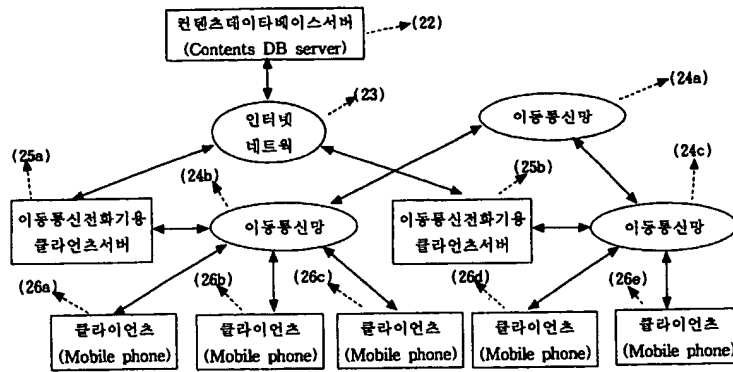 컨텐츠데이타베이스서버
(Contents DB server)
(22)
(23)
(24a)
인터넷
네트웍
이동통신망
(25a)
(24b)
(25b)
(24c)
이동통신전화기용
클라언츠서버
이동통신망
이동통신전화기용
클라언츠서버
이동통신망
(26a)
(26b)
(26c)
(26d)
(26e)
클라이언츠
(Mobile phone)
클라이언츠
(Mobile phone)
클라이언츠
(Mobile phone)
클라이언츠
(Mobile phone)
클라이언츠
(Mobile phone)